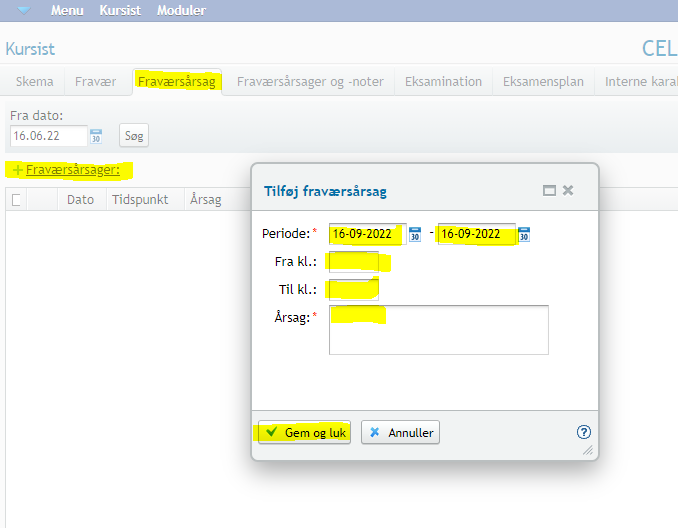 Menu Kursist Moduler
Kursist CEL
Skema Fravær Fraværsårsag Fraværsårsager og -noter Eksamination Eksamensplan Interne karak
Fra dato:
16.06.22 30 Søg
+ Fraværsårsager:
Dato Tidspunkt Årsag
Tilføj fraværsårsag
Periode:* 16-09-2022 30 - 16-09-2022 30
Fra kl.:
Til kl.:
Årsag:*
Gem og luk Annuller ?